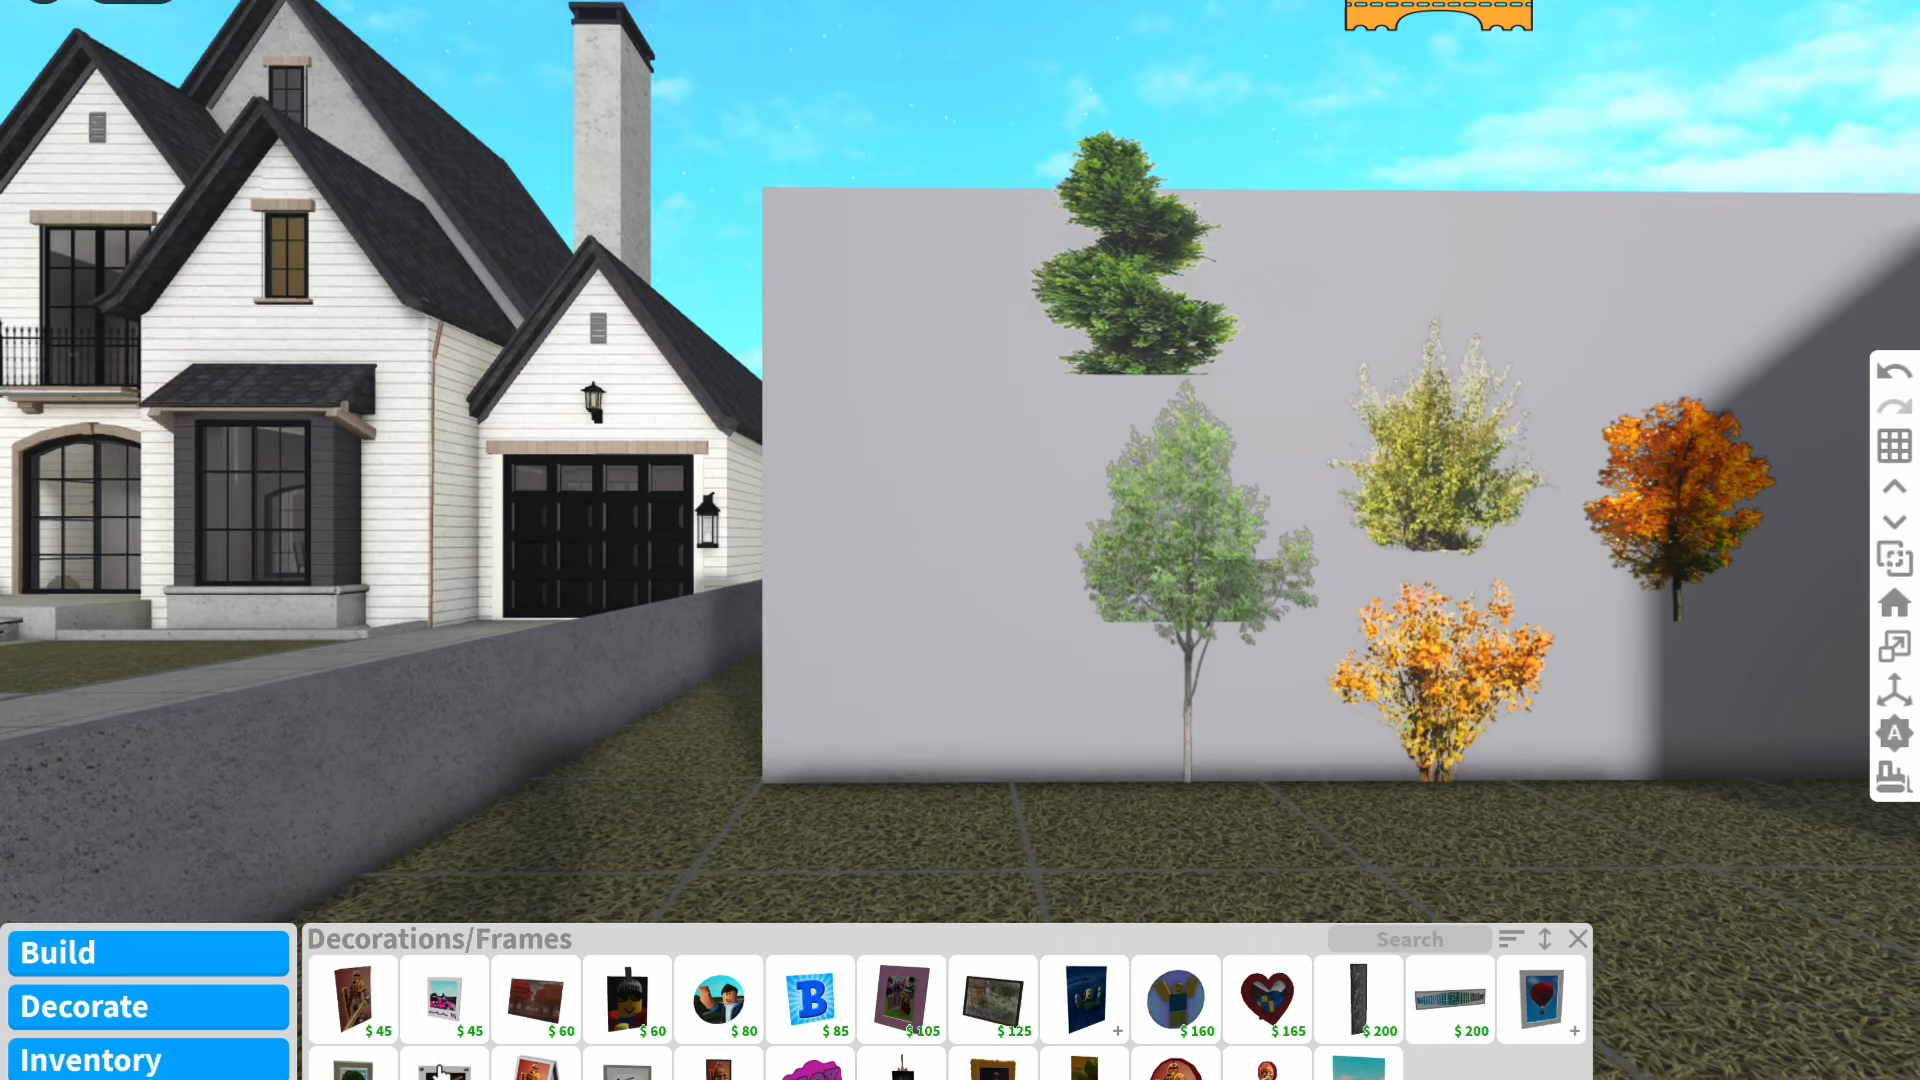 Decorations/Frames
Search
Build
Decorate
Inventory
$ 45
$ 45
$ 60
$ 60
$ 80
B
$ 85
$ 105
$ 125
+
$ 160
$ 165
$ 200
$ 200
+
A